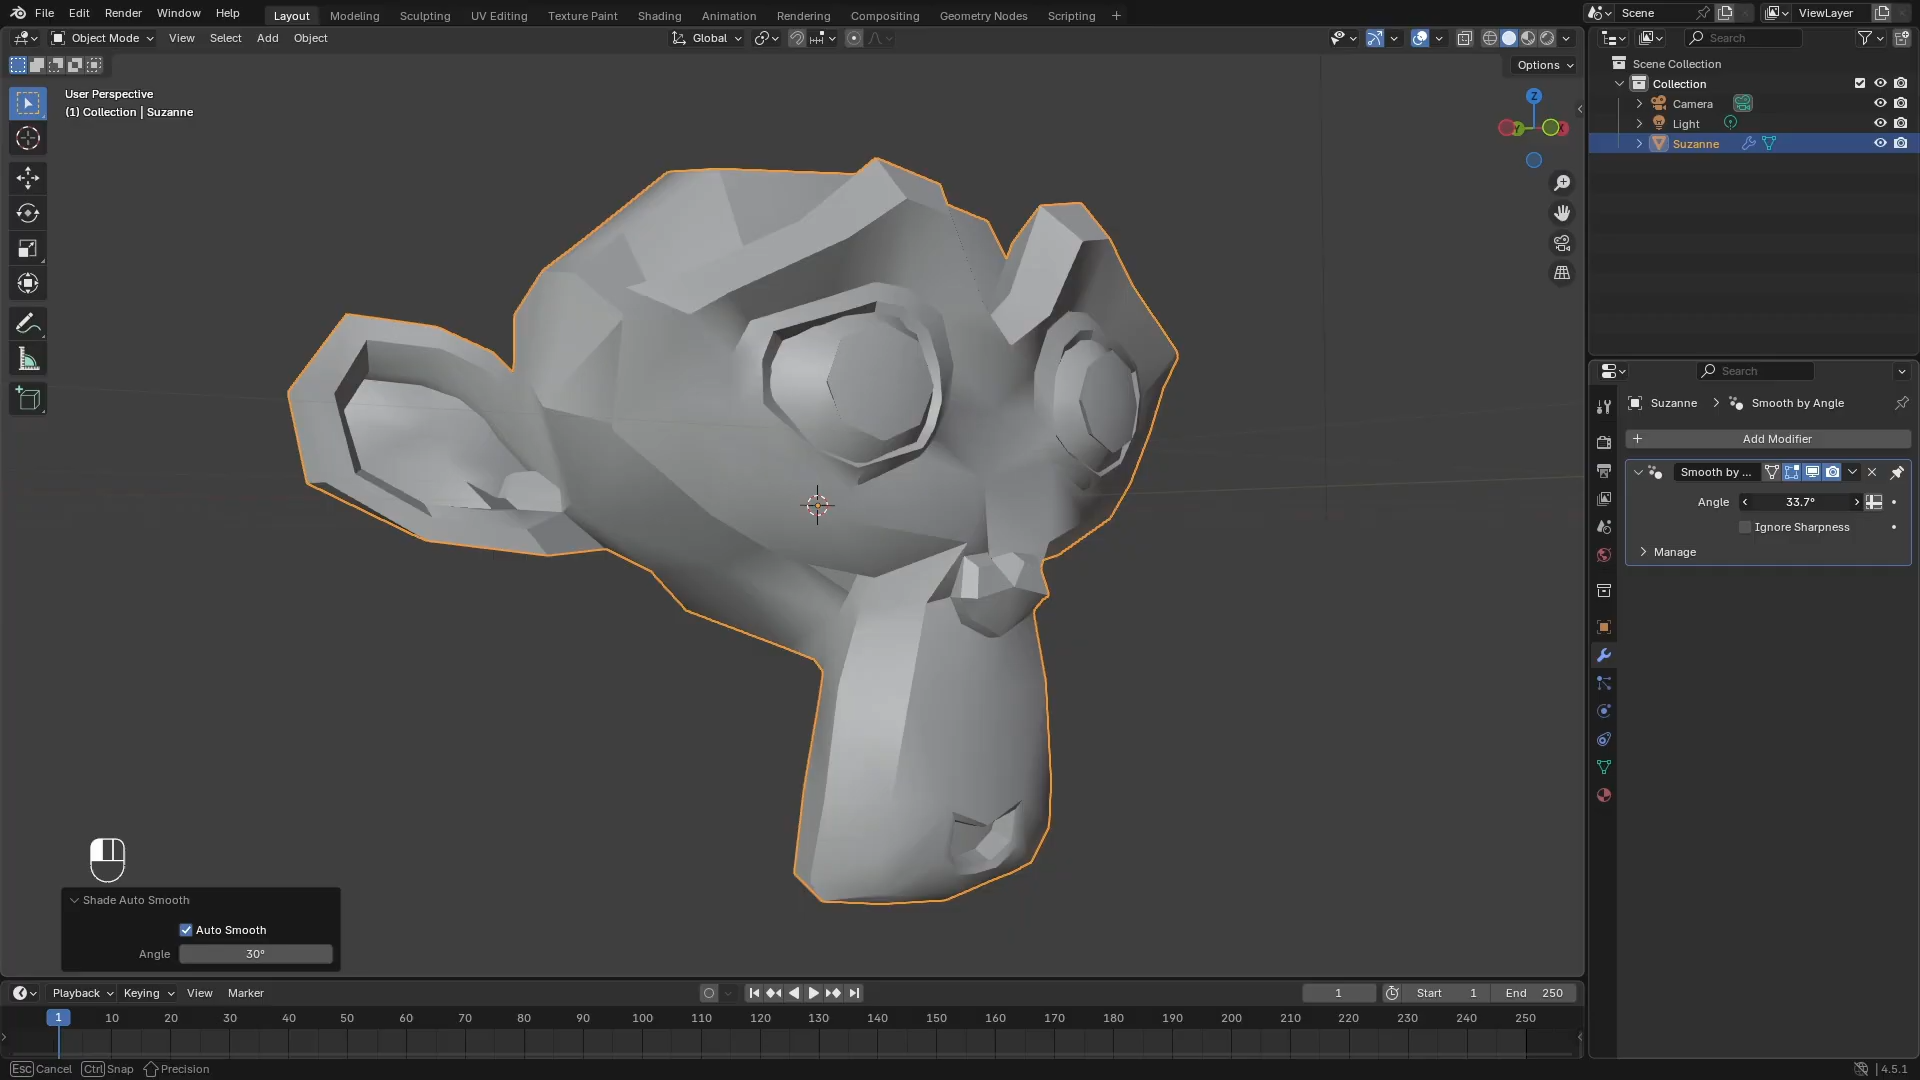 File Edit Render Window Help Layout Modeling Sculpting UV Editing Texture Paint Shading Animation Rendering Compositing Geometry Nodes Scripting + Scene ViewLayer
Object Mode View Select Add Object Global Search
Options
User Perspective
(1) Collection | Suzanne
Z
Y
X
Scene Collection
Collection
Camera
Light
Suzanne
Search
Suzanne > Smooth by Angle
+ Add Modifier
Smooth by ...
Angle 33.7°
Ignore Sharpness
Manage
Shade Auto Smooth
Auto Smooth
Angle 30°
Playback Keying View Marker 1 Start 1 End 250
1 10 20 30 40 50 60 70 80 90 100 110 120 130 140 150 160 170 180 190 200 210 220 230 240 250
Esc Cancel Ctrl Snap Precision 4.5.1